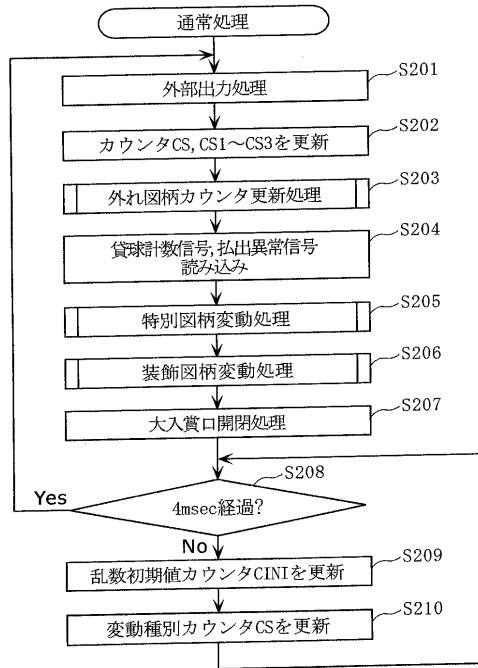 通常処理
S201
外部出力処理
S202
カウンタCS,CS1～CS3を更新
S203
外れ図柄カウンタ更新処理
S204
貸球計数信号,払出異常信号
読み込み
S205
特別図柄変動処理
S206
装飾図柄変動処理
S207
大入賞口開閉処理
S208
Yes
4msec経過?
No
S209
乱数初期値カウンタCINIを更新
S210
変動種別カウンタCSを更新